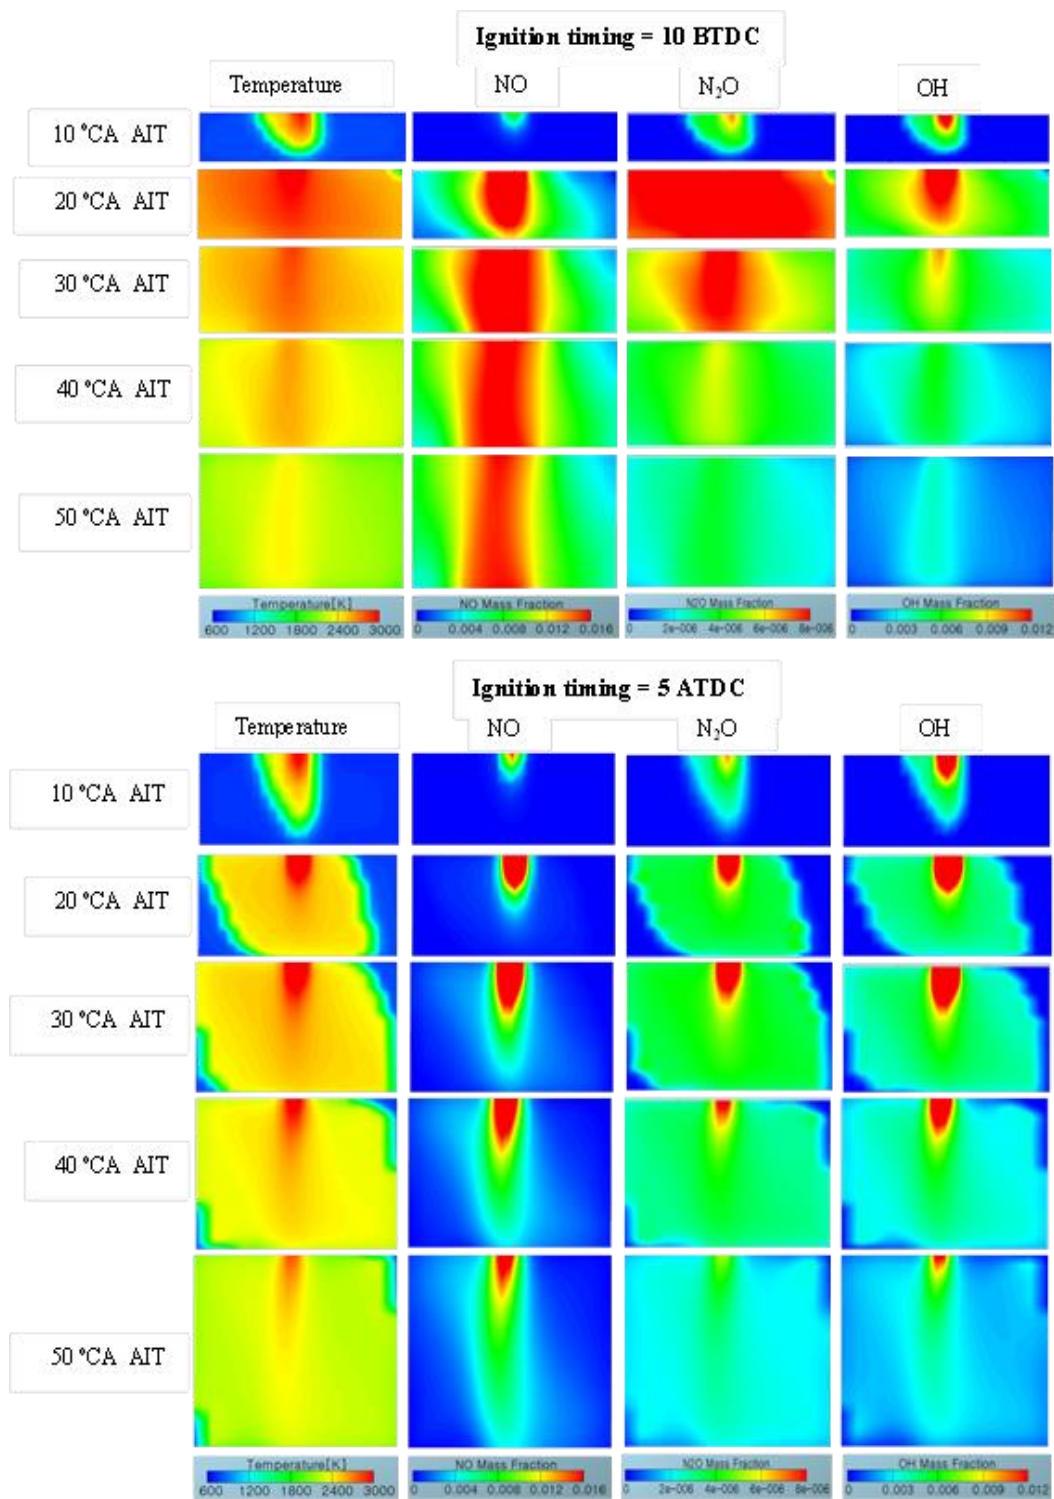 Ignition timing = 10 BTDC
Temperature NO N₂O OH
10 °CA AIT
20 °CA AIT
30 °CA AIT
40 °CA AIT
50 °CA AIT
Temperature[K] NO Mass Fraction N2O Mass Fraction OH Mass Fraction
600 1200 1800 2400 3000 0 0.004 0.008 0.012 0.016 0 2e-006 4e-006 6e-006 8e-006 0 0.003 0.006 0.009 0.012
Ignition timing = 5 ATDC
Temperature NO N₂O OH
10 °CA AIT
20 °CA AIT
30 °CA AIT
40 °CA AIT
50 °CA AIT
Temperature[K] NO Mass Fraction N2O Mass Fraction OH Mass Fraction
600 1200 1800 2400 3000 0 0.004 0.008 0.012 0.016 0 2e-006 4e-006 6e-006 8e-006 0 0.003 0.006 0.009 0.012